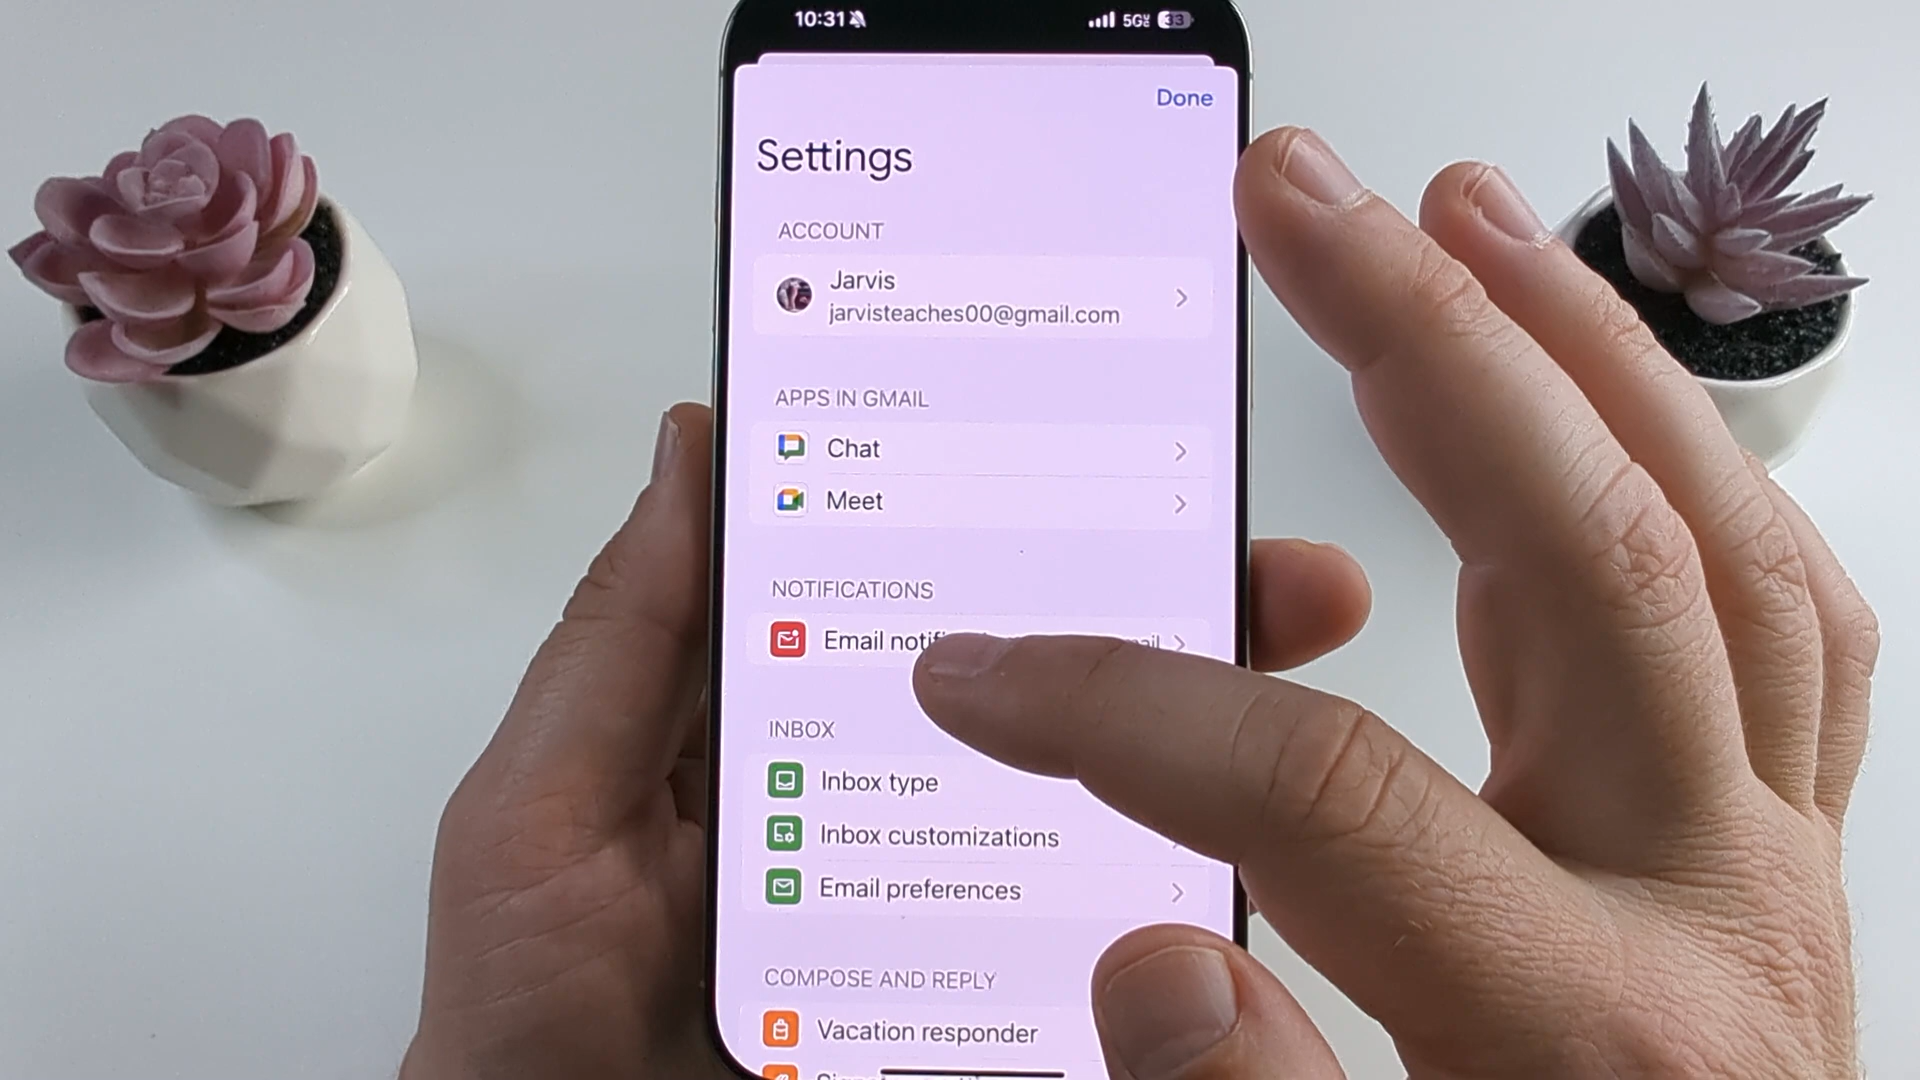 10:31
5G 33
Done
Settings
ACCOUNT
Jarvis
jarvisteaches00@gmail.com
APPS IN GMAIL
Chat
Meet
NOTIFICATIONS
Email
INBOX
Inbox type
Inbox customizations
Email preferences
COMPOSE AND REPLY
Vacation responder